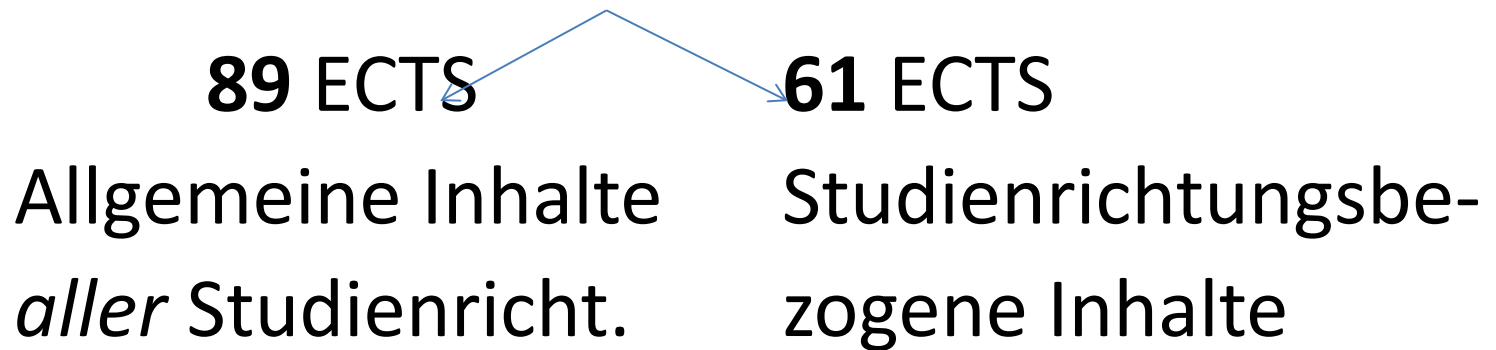 89 ECTS
Allgemeine Inhalte
aller Studienricht.
61 ECTS
Studienrichtungsbe-
zogene Inhalte